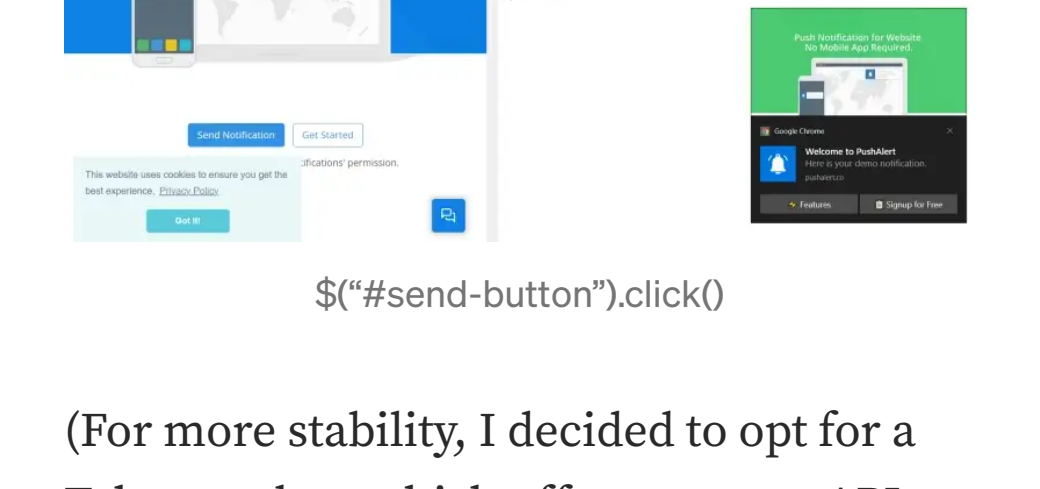 Push Notification for Website
No Mobile App Required.
Send Notification
Get Started
ifications' permission.
This website uses cookies to ensure you get the
best experience. Privacy Policy
Got it!
Google Chrome
Welcome to PushAlert
Here is your demo notification.
pushalert.co
Features
Signup for Free
$(“#send-button”).click()
(For more stability, I decided to opt for a